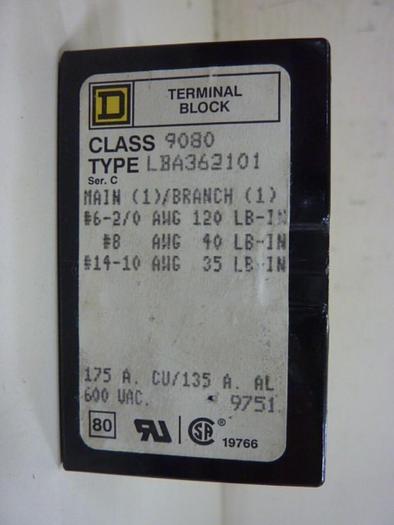 D
TERMINAL
BLOCK
CLASS 9080
TYPE LBA362101
Ser. C
MAIN (1)/BRANCH (1)
#6-2/0 AWG 120 LB-IN
#8 AWG 40 LB-IN
#14-10 AWG 35 LB-IN
175 A. CU/135 A. AL
600 VAC. 9751
80 RU SA 19766